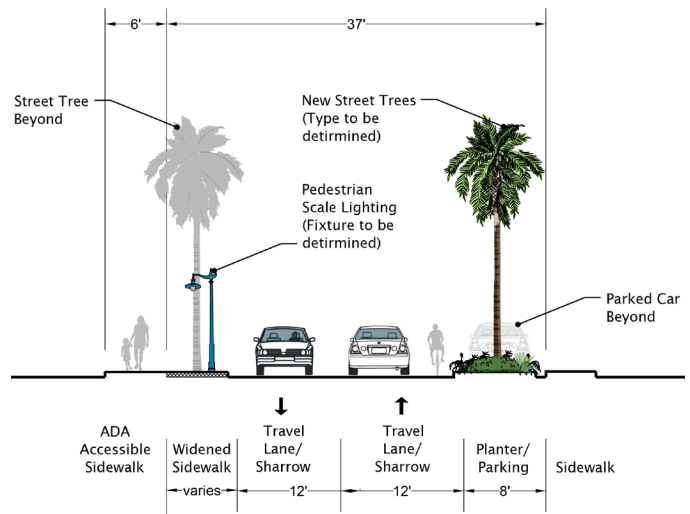 6'
37'
Street Tree
Beyond
New Street Trees
(Type to be
detirmined)
Pedestrian
Scale Lighting
(Fixture to be
detirmined)
Parked Car
Beyond
ADA
Accessible
Sidewalk
Widened
Sidewalk
Travel
Lane/
Sharrow
Travel
Lane/
Sharrow
Planter/
Parking
Sidewalk
varies
12'
12'
8'